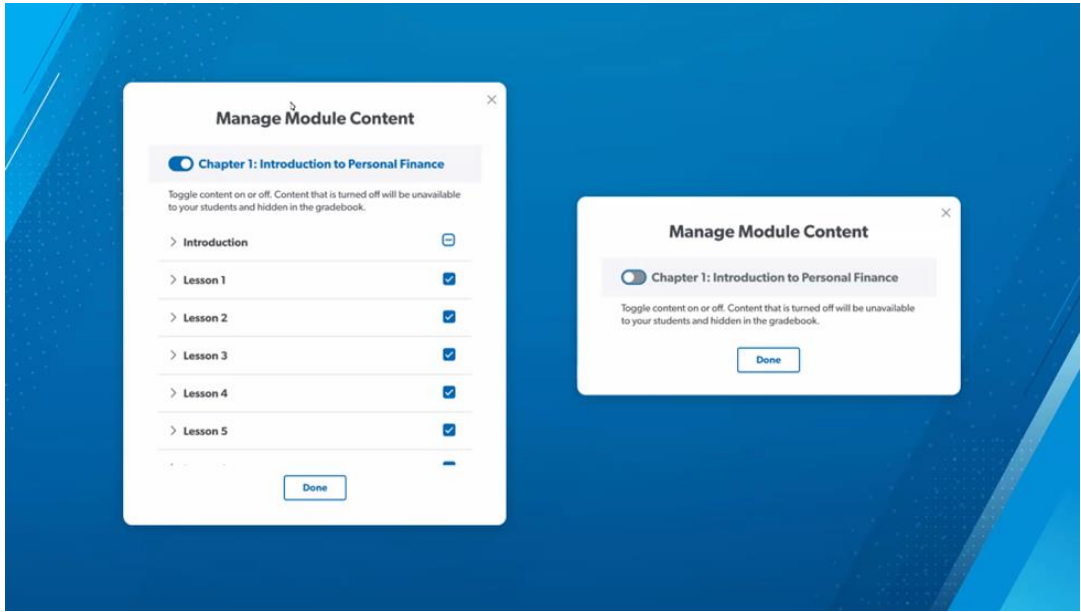 Manage Module Content
Chapter 1: Introduction to Personal Finance
Toggle content on or off. Content that is turned off will be unavailable
to your students and hidden in the gradebook.
Introduction
Lesson 1
Lesson 2
Lesson 3
Lesson 4
Lesson 5
Done
Manage Module Content
Chapter 1: Introduction to Personal Finance
Toggle content on or off. Content that is turned off will be unavailable
to your students and hidden in the gradebook.
Done